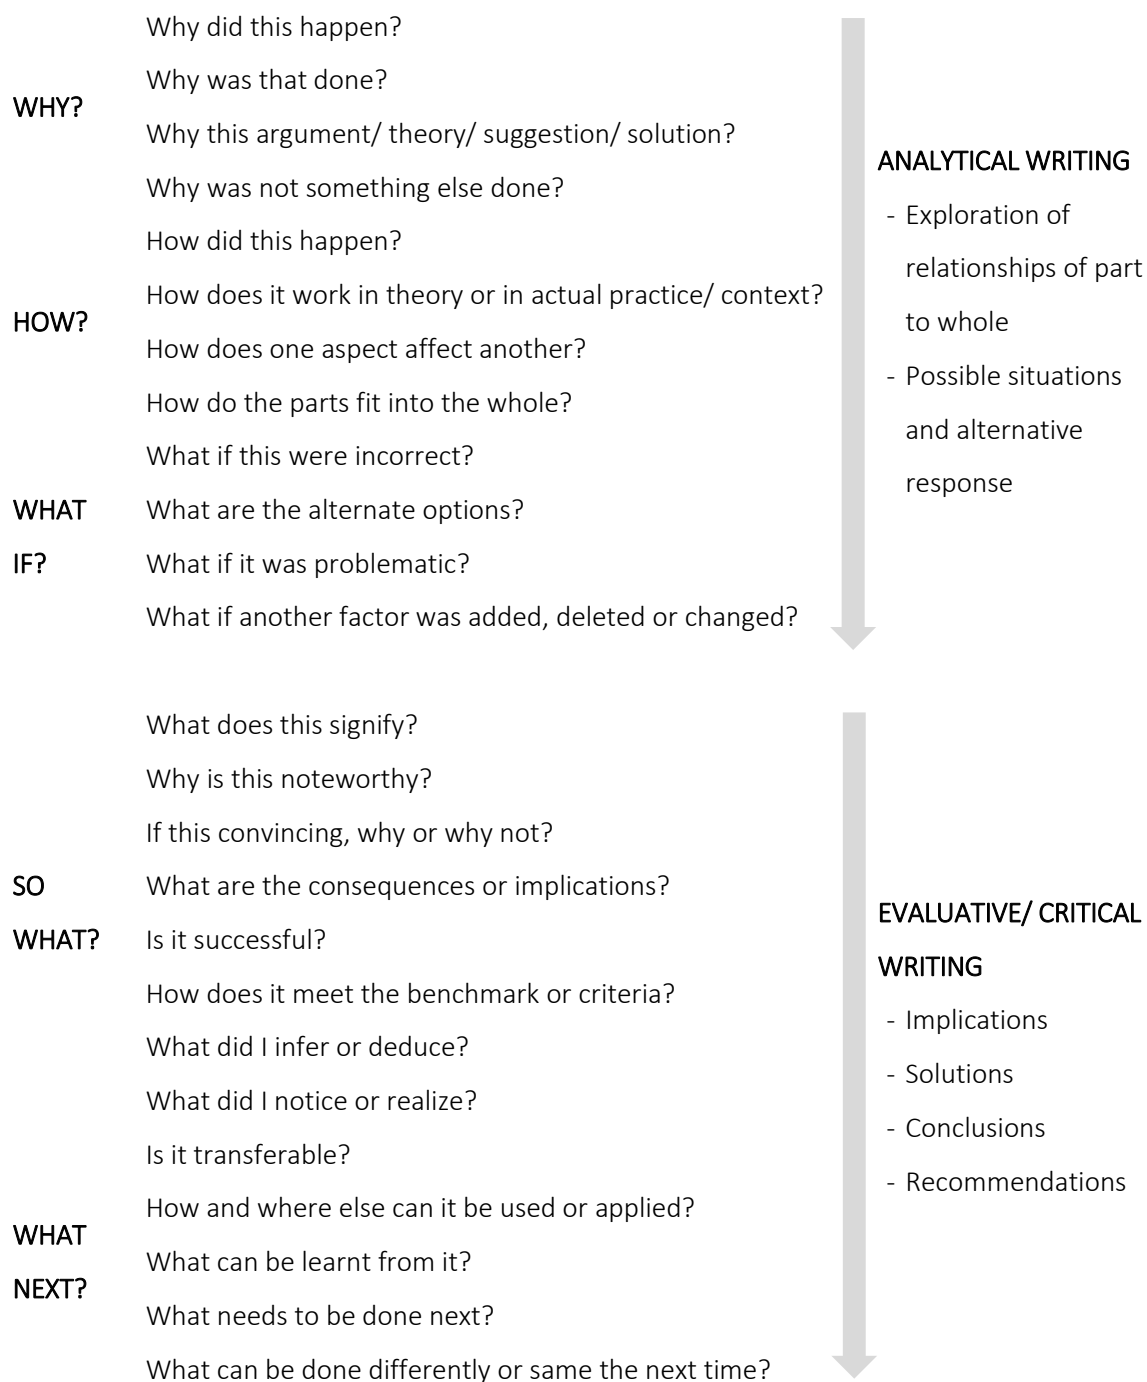 WHY?
Why did this happen?
Why was that done?
Why this argument/ theory/ suggestion/ solution?
Why was not something else done?
HOW?
How did this happen?
How does it work in theory or in actual practice/ context?
How does one aspect affect another?
How do the parts fit into the whole?
WHAT
IF?
What if this were incorrect?
What are the alternate options?
What if it was problematic?
What if another factor was added, deleted or changed?
ANALYTICAL WRITING
- Exploration of
relationships of part
to whole
- Possible situations
and alternative
response
SO
WHAT?
What does this signify?
Why is this noteworthy?
If this convincing, why or why not?
What are the consequences or implications?
Is it successful?
How does it meet the benchmark or criteria?
What did I infer or deduce?
What did I notice or realize?
WHAT
NEXT?
Is it transferable?
How and where else can it be used or applied?
What can be learnt from it?
What needs to be done next?
What can be done differently or same the next time?
EVALUATIVE/ CRITICAL
WRITING
- Implications
- Solutions
- Conclusions
- Recommendations